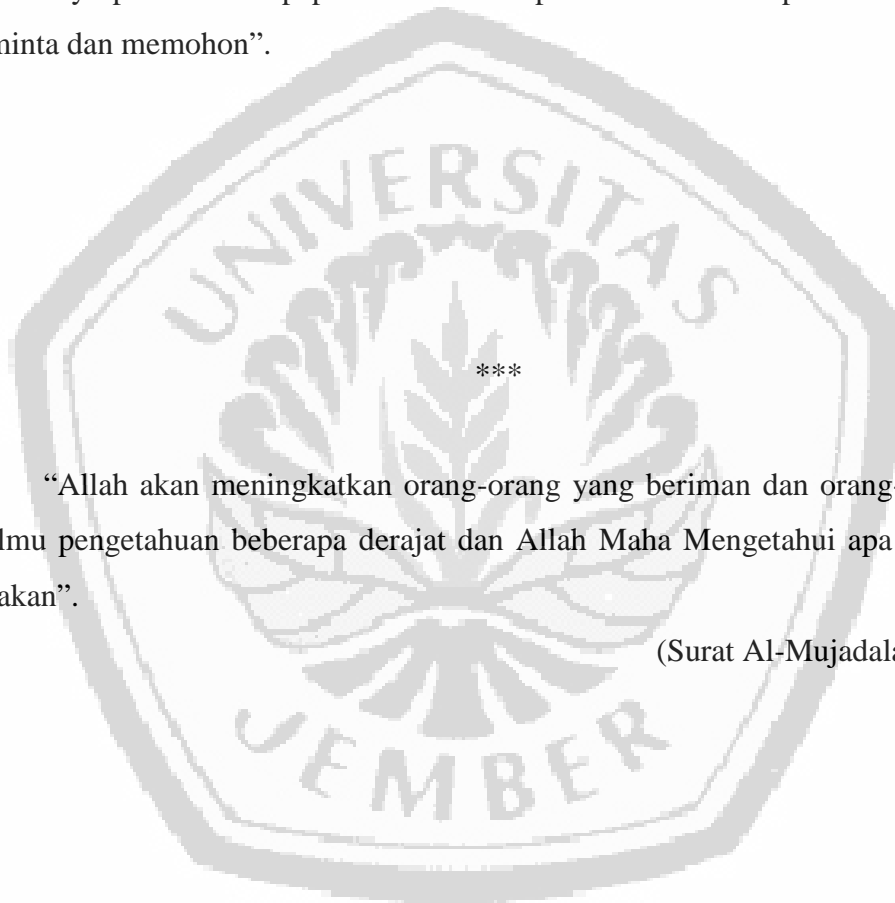 minta dan memohon”.
UNIVERSITAS
***
“Allah akan meningkatkan orang-orang yang beriman dan orang-
lmu pengetahuan beberapa derajat dan Allah Maha Mengetahui apa
akan”.
(Surat Al-Mujadala
JEMBER